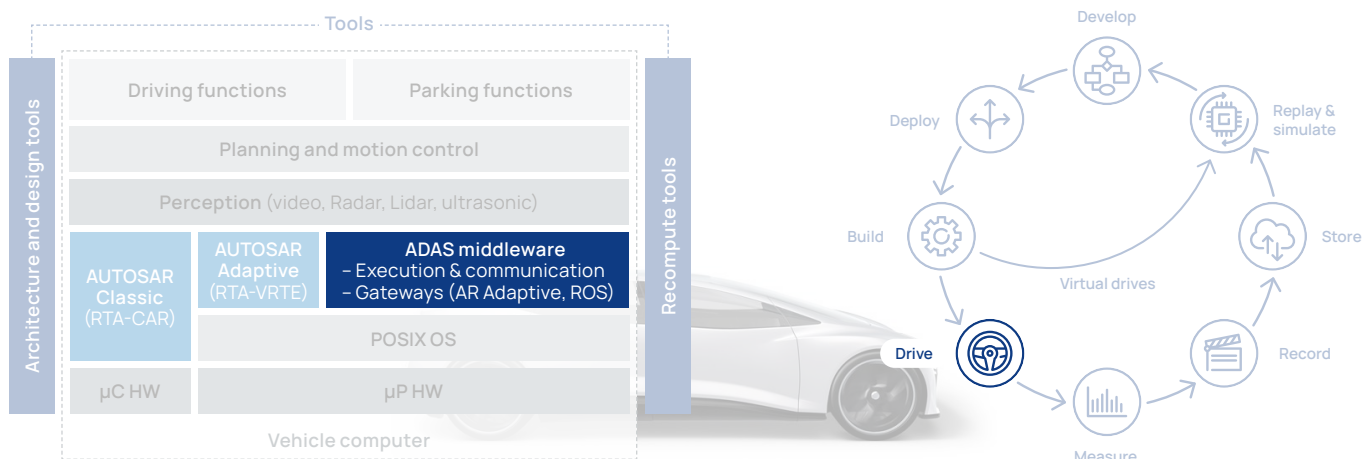 Tools
Architecture and design tools
Driving functions
Parking functions
Planning and motion control
Perception (video, Radar, Lidar, ultrasonic)
AUTOSAR
Classic
(RTA-CAR)
AUTOSAR
Adaptive
(RTA-VRTE)
ADAS middleware
– Execution & communication
– Gateways (AR Adaptive, ROS)
POSIX OS
µC HW
µP HW
Vehicle computer
Recompute tools
Develop
Deploy
Replay &
simulate
Build
Store
Virtual drives
Drive
Record
Measure